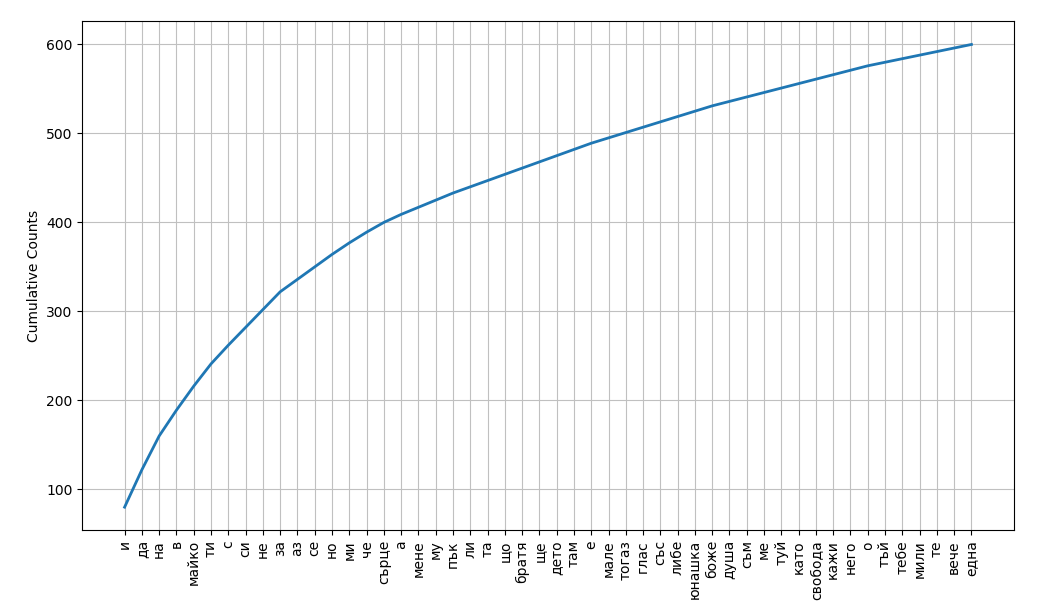 600
500
400
300
200
100
Cumulative Counts
и
да
на
в
майко
ти
с
си
не
за
аз
се
но
ми
че
сърце
а
мене
му
пък
ли
та
що
братя
ще
дето
там
е
мале
тогаз
глас
със
либе
юнашка
боже
душа
съм
ме
туй
като
свобода
кажи
него
о
тъй
тебе
мили
те
вече
една